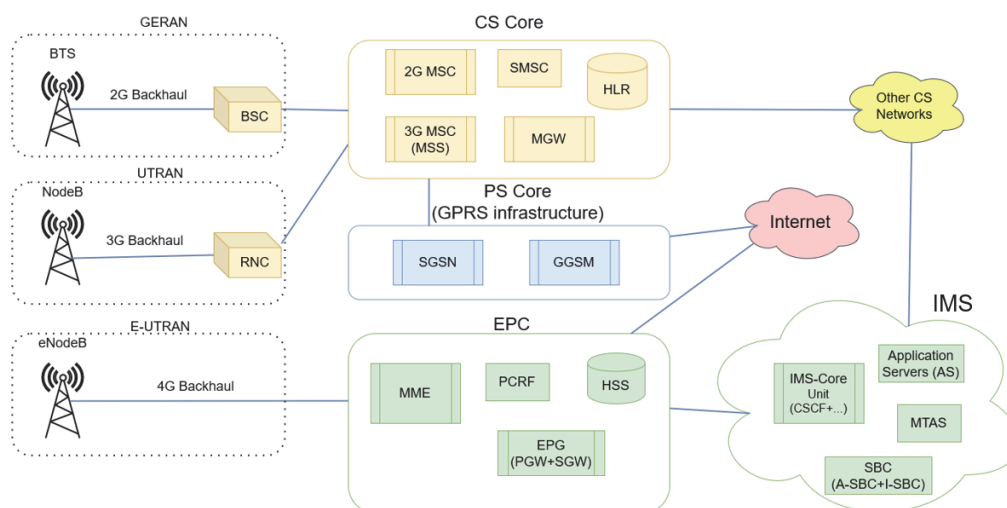 GERAN
BTS
2G Backhaul
BSC
UTRAN
NodeB
3G Backhaul
RNC
E-UTRAN
eNodeB
4G Backhaul
CS Core
2G MSC
SMSC
HLR
3G MSC
(MSS)
MGW
PS Core
(GPRS infrastructure)
SGSN
GGSM
EPC
MME
PCRF
HSS
EPG
(PGW+SGW)
Other CS
Networks
Internet
IMS
IMS-Core
Unit
(CSCF+...)
Application
Servers (AS)
MTAS
SBC
(A-SBC+I-SBC)